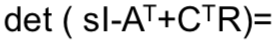 det ( sI-Aᵀ+CᵀR)=